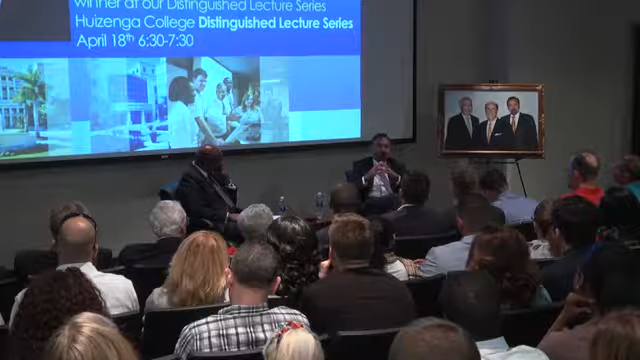 winner at our Distinguished Lecture Series
Huizenga College Distinguished Lecture Series
April 18th 6:30-7:30